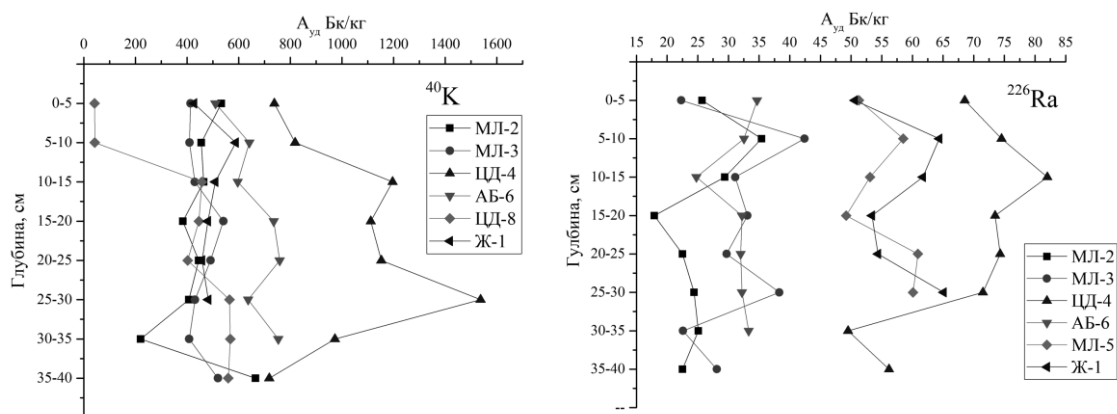 А уд Бк/кг
0 200 400 600 800 1000 1200 1400 1600
40K
МЛ-2
МЛ-3
ЦД-4
АБ-6
ЦД-8
Ж-1
Глубина, см
0-5
5-10
10-15
15-20
20-25
25-30
30-35
35-40
А уд Бк/кг
15 20 25 30 35 40 45 50 55 60 65 70 75 80 85
226Ra
Гулбина, см
0-5
5-10
10-15
15-20
20-25
25-30
30-35
35-40
--
МЛ-2
МЛ-3
ЦД-4
АБ-6
МЛ-5
Ж-1